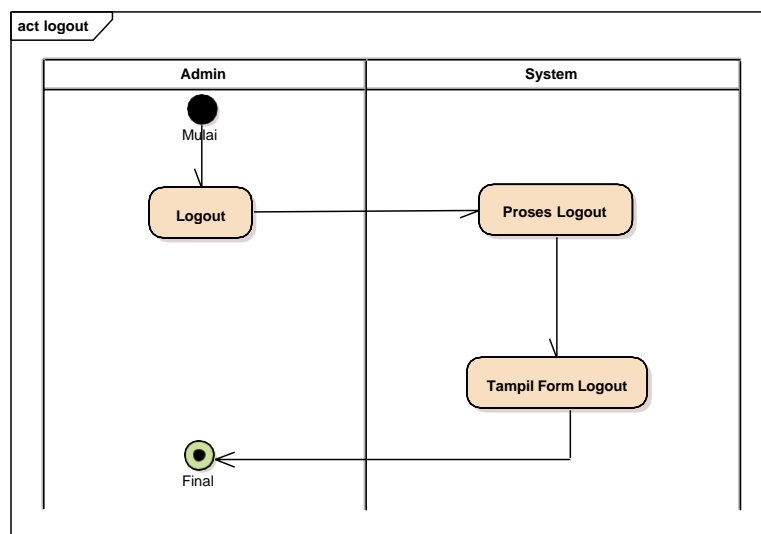 act logout
Admin
System
Mulai
Logout
Proses Logout
Tampil Form Logout
Final